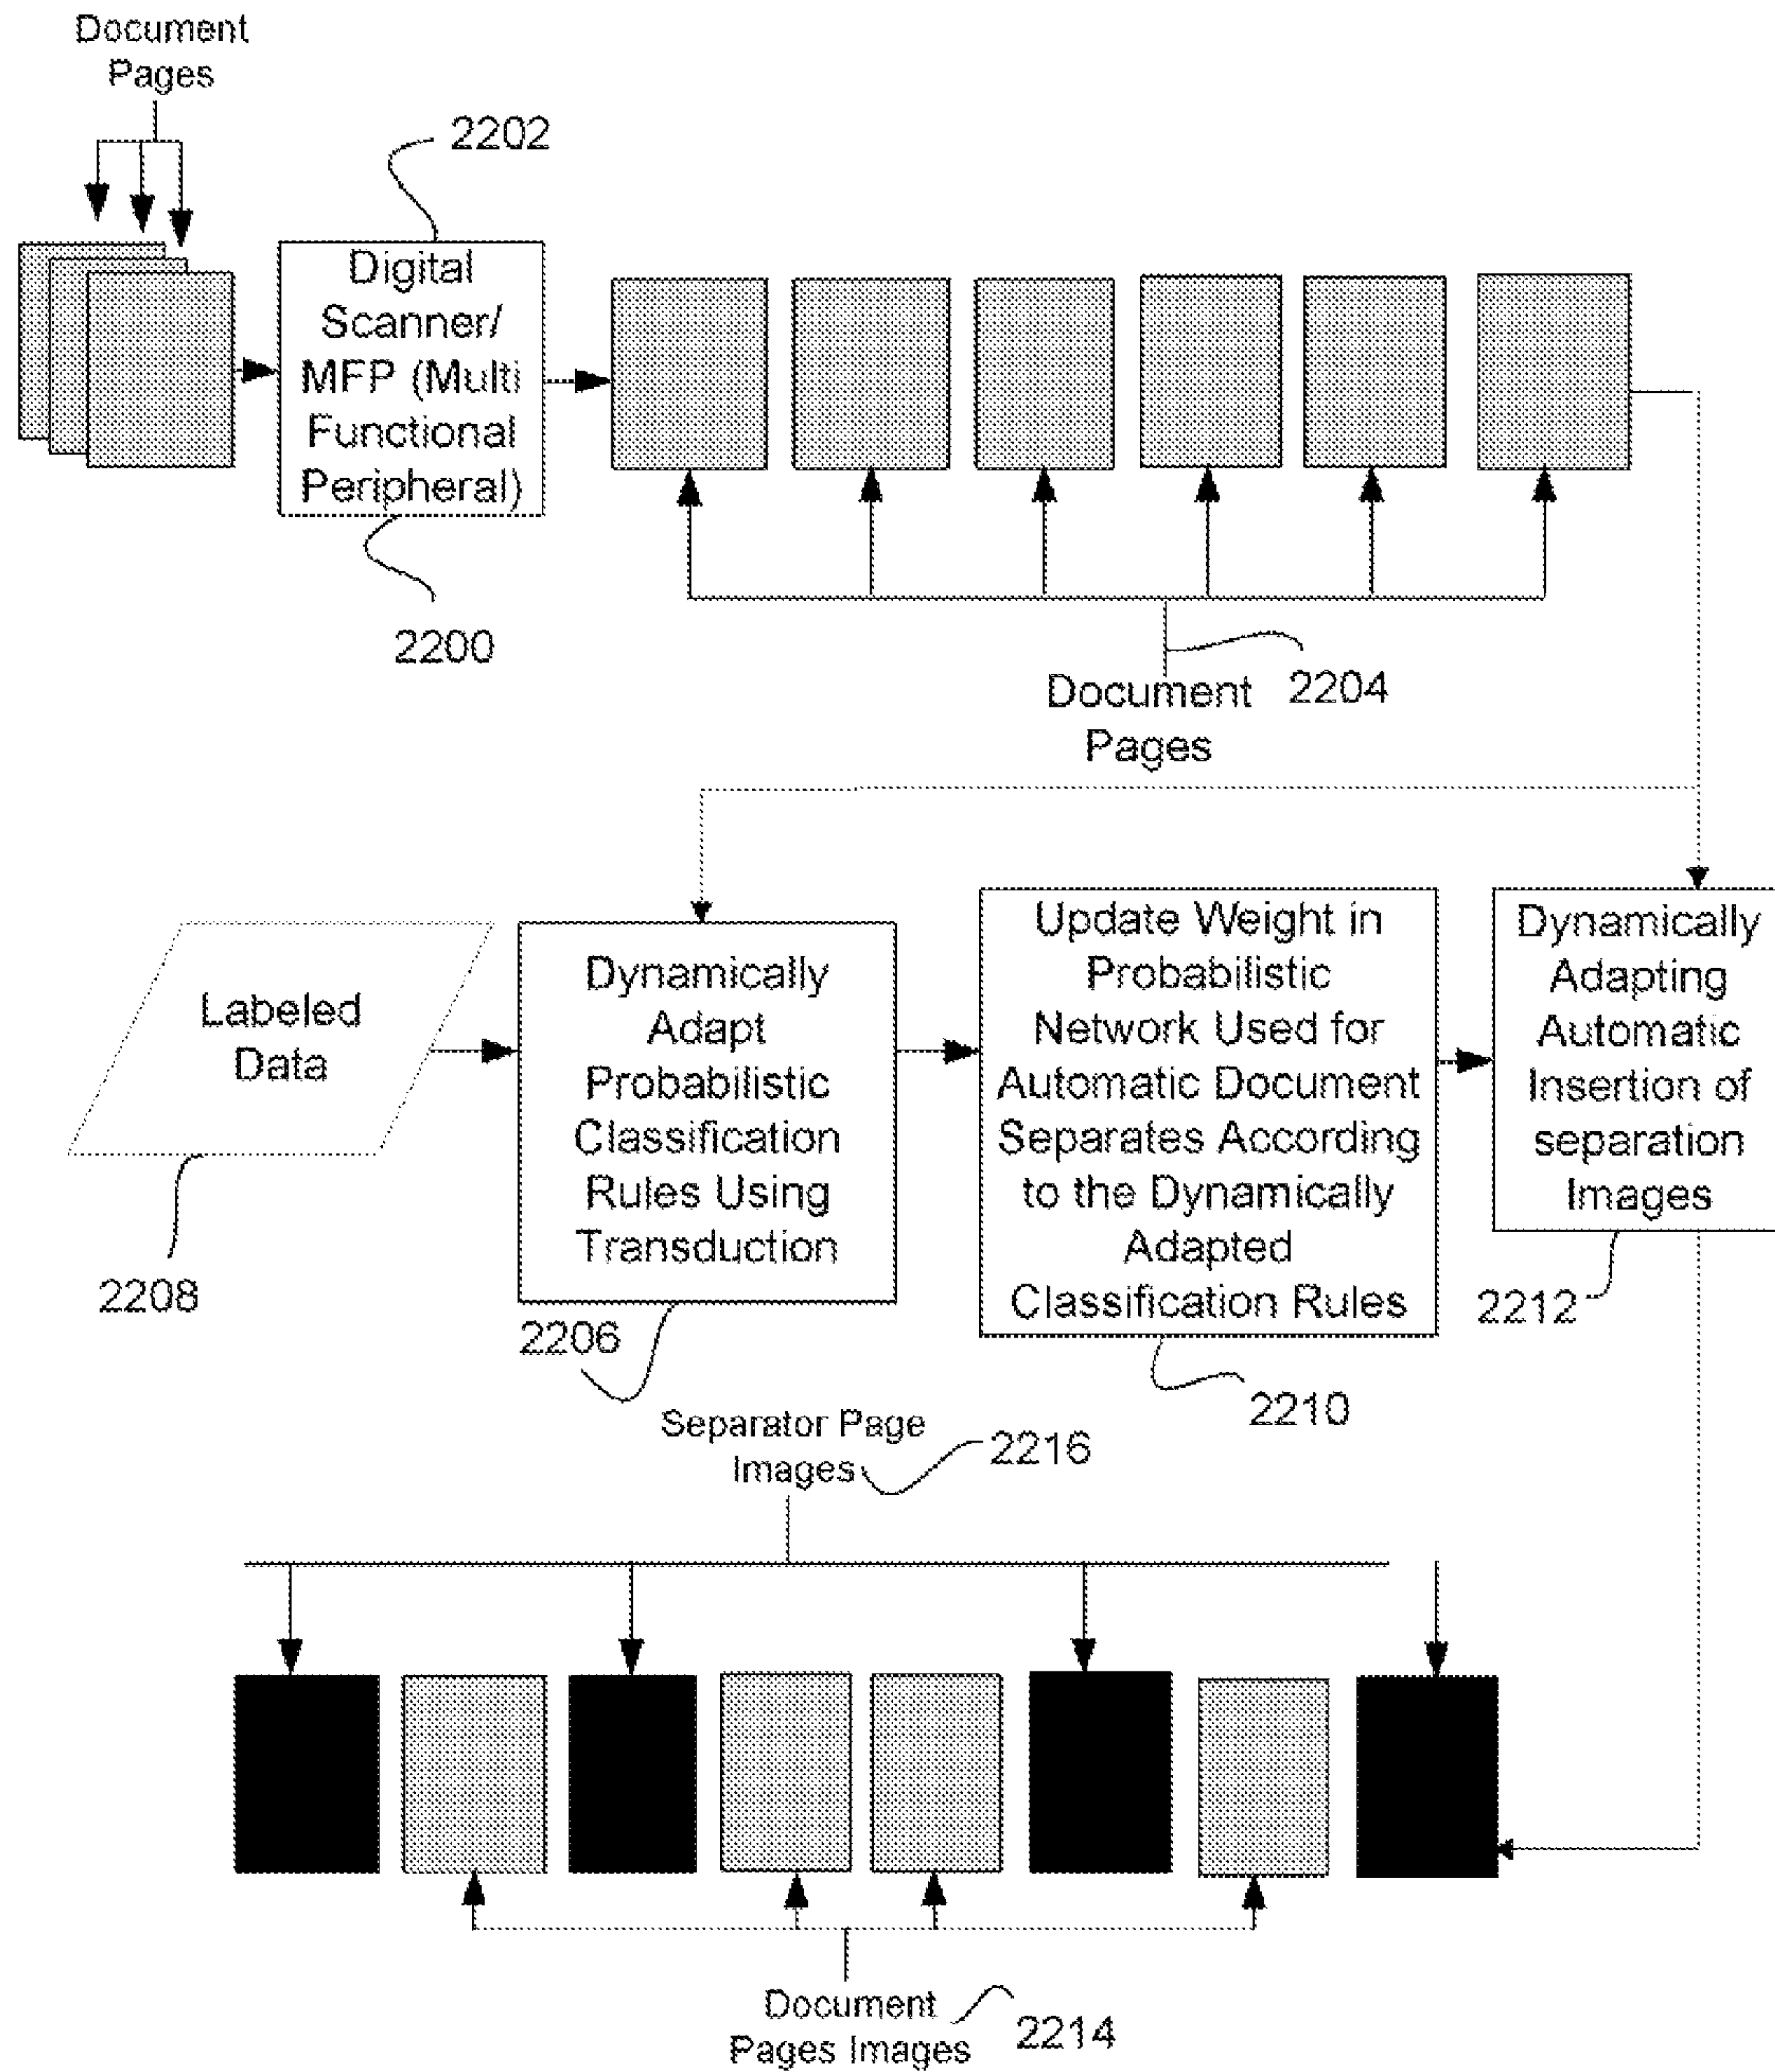 Document
Pages
2202
Digital
Scanner/
MFP (Multi
Functional
Peripheral)
2200
2204
Document
Pages
Labeled
Data
2208
Dynamically
Adapt
Probabilistic
Classification
Rules Using
Transduction
2206
Update Weight in
Probabilistic
Network Used for
Automatic Document
Separates According
to the Dynamically
Adapted
Classification Rules
2210
Dynamically
Adapting
Automatic
Insertion of
separation
Images
2212
Separator Page
Images
2216
Document
Pages Images
2214